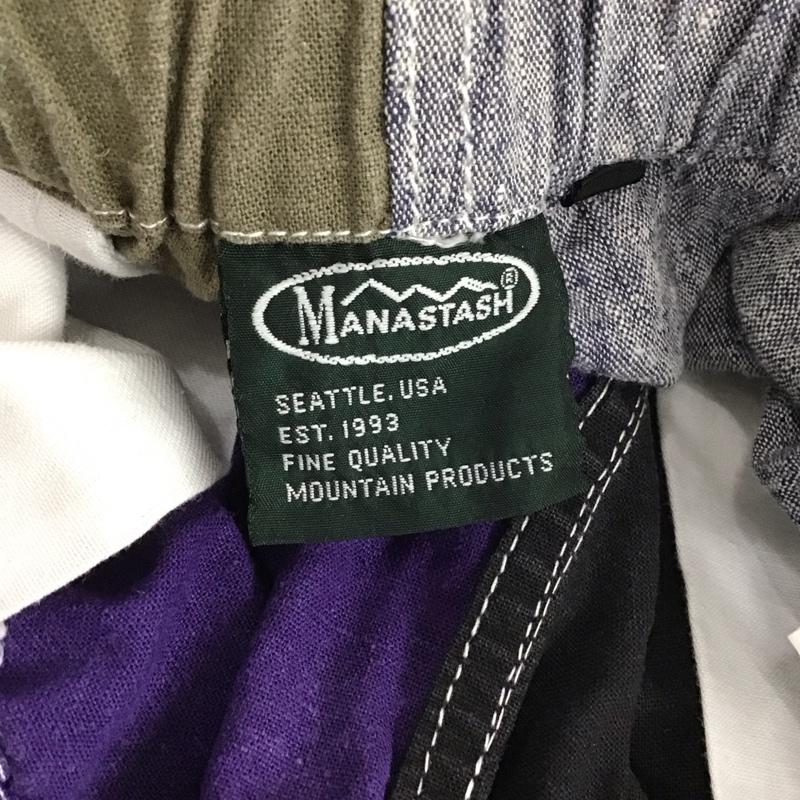 MANASTASH®
SEATTLE, USA
EST. 1993
FINE QUALITY
MOUNTAIN PRODUCTS